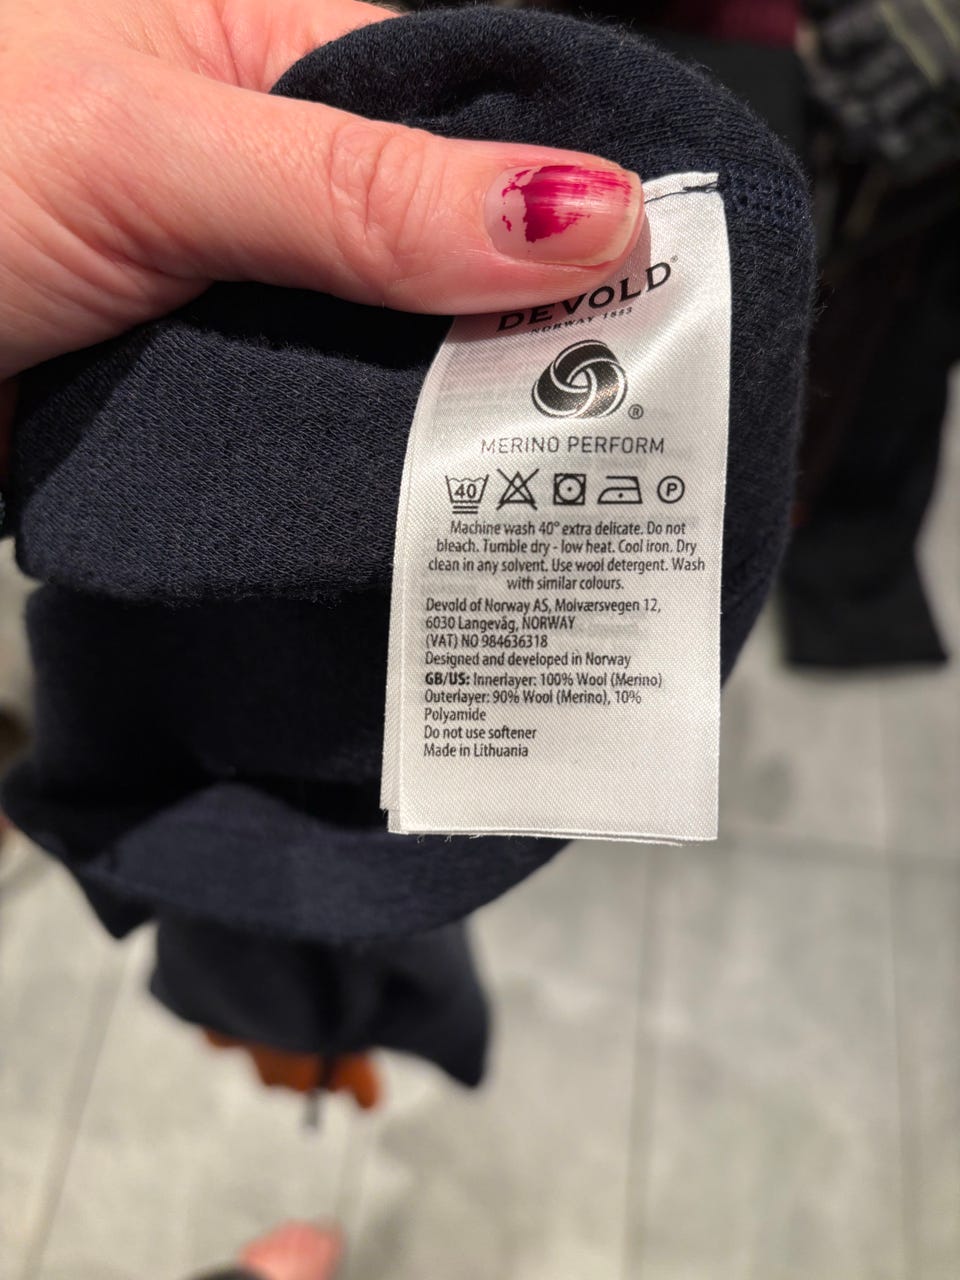 DEVOLD®
NORWAY 1853
®
MERINO PERFORM
40 P
Machine wash 40° extra delicate. Do not
bleach. Tumble dry - low heat. Cool iron. Dry
clean in any solvent. Use wool detergent. Wash
with similar colours.
Devold of Norway AS, Molværsvegen 12,
6030 Langevåg, NORWAY
(VAT) NO 984636318
Designed and developed in Norway
GB/US: Innerlayer: 100% Wool (Merino)
Outerlayer: 90% Wool (Merino), 10%
Polyamide
Do not use softener
Made in Lithuania